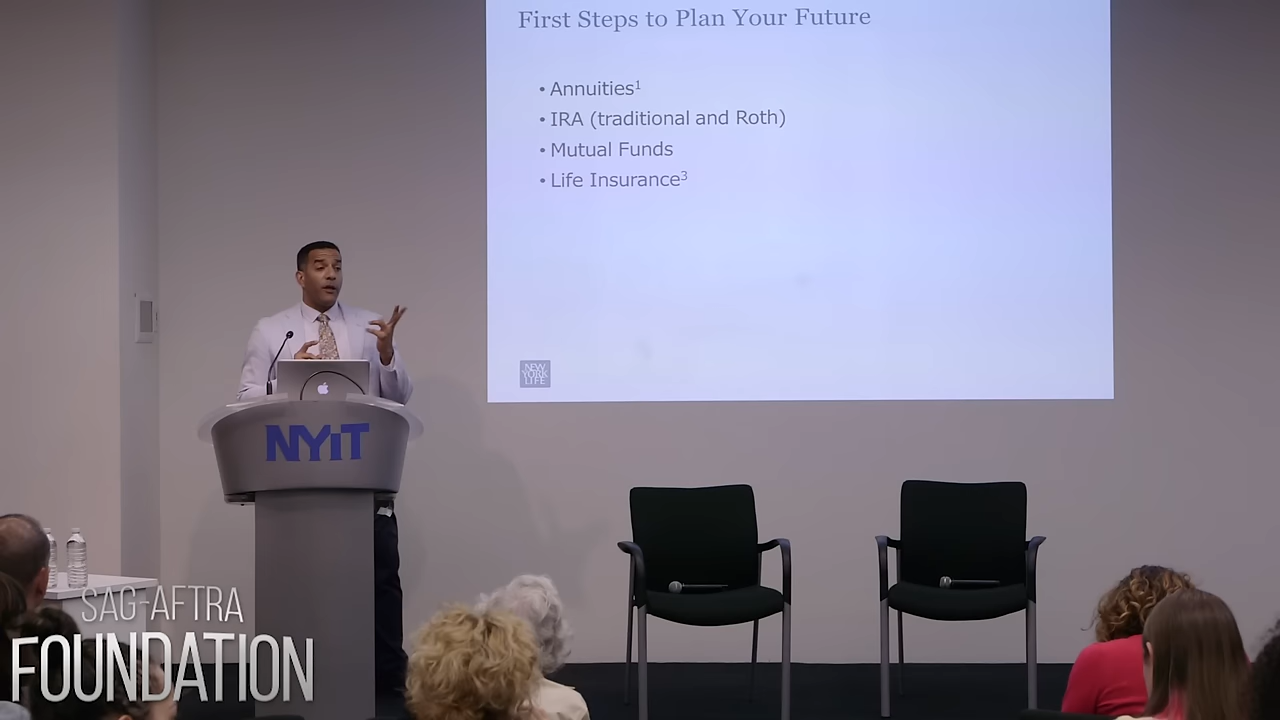 First Steps to Plan Your Future
• Annuities¹
• IRA (traditional and Roth)
• Mutual Funds
• Life Insurance³
NEW
YORK
LIFE
NYiT
SAG-AFTRA
FOUNDATION